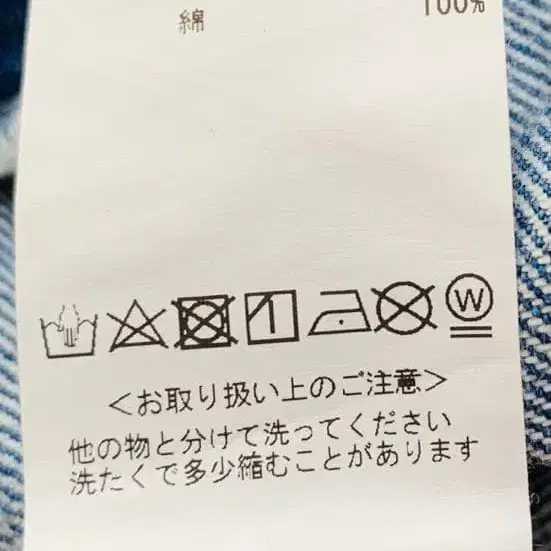 綿 100%
W
＜お取り扱い上のご注意＞
他の物と分けて洗ってください
洗たくで多少縮むことがあります